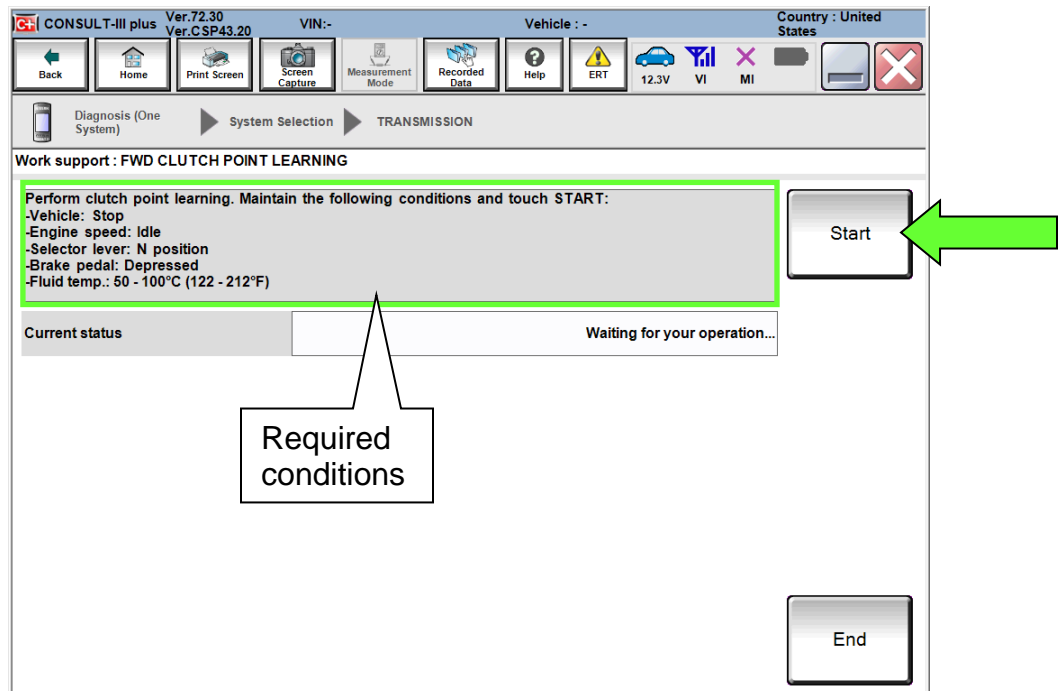 C+ CONSULT-III plus Ver.72.30 VIN:- Vehicle : - Country : United
Ver.CSP43.20 States
Back Home Print Screen Screen Capture Measurement Mode Recorded Data Help ERT 12.3V VI MI
Diagnosis (One System) System Selection TRANSMISSION
Work support : FWD CLUTCH POINT LEARNING
Perform clutch point learning. Maintain the following conditions and touch START:
-Vehicle: Stop
-Engine speed: Idle
-Selector lever: N position
-Brake pedal: Depressed
-Fluid temp.: 50 - 100°C (122 - 212°F)
Start
Current status Waiting for your operation...
Required
conditions
End